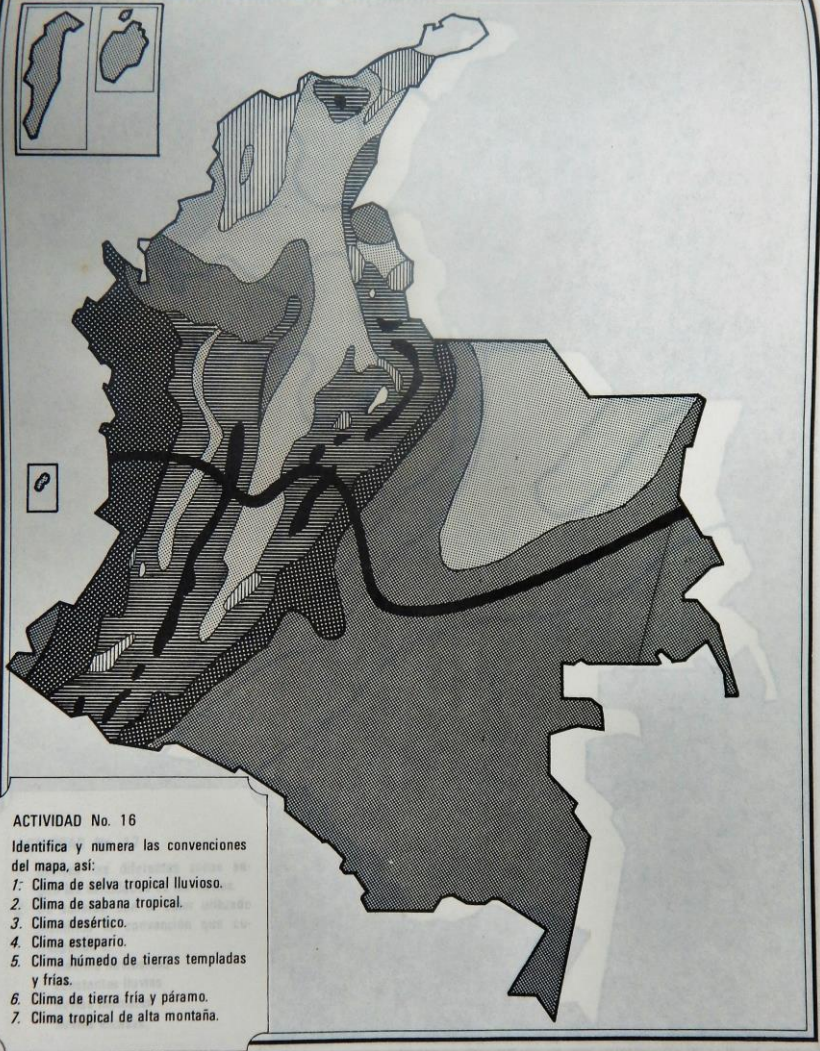 ACTIVIDAD No. 16
Identifica y numera las convenciones
del mapa, así:
1: Clima de selva tropical lluvioso.
2. Clima de sabana tropical.
3. Clima desértico.
4. Clima estepario.
5. Clima húmedo de tierras templadas
y frías.
6. Clima de tierra fría y páramo.
7. Clima tropical de alta montaña.